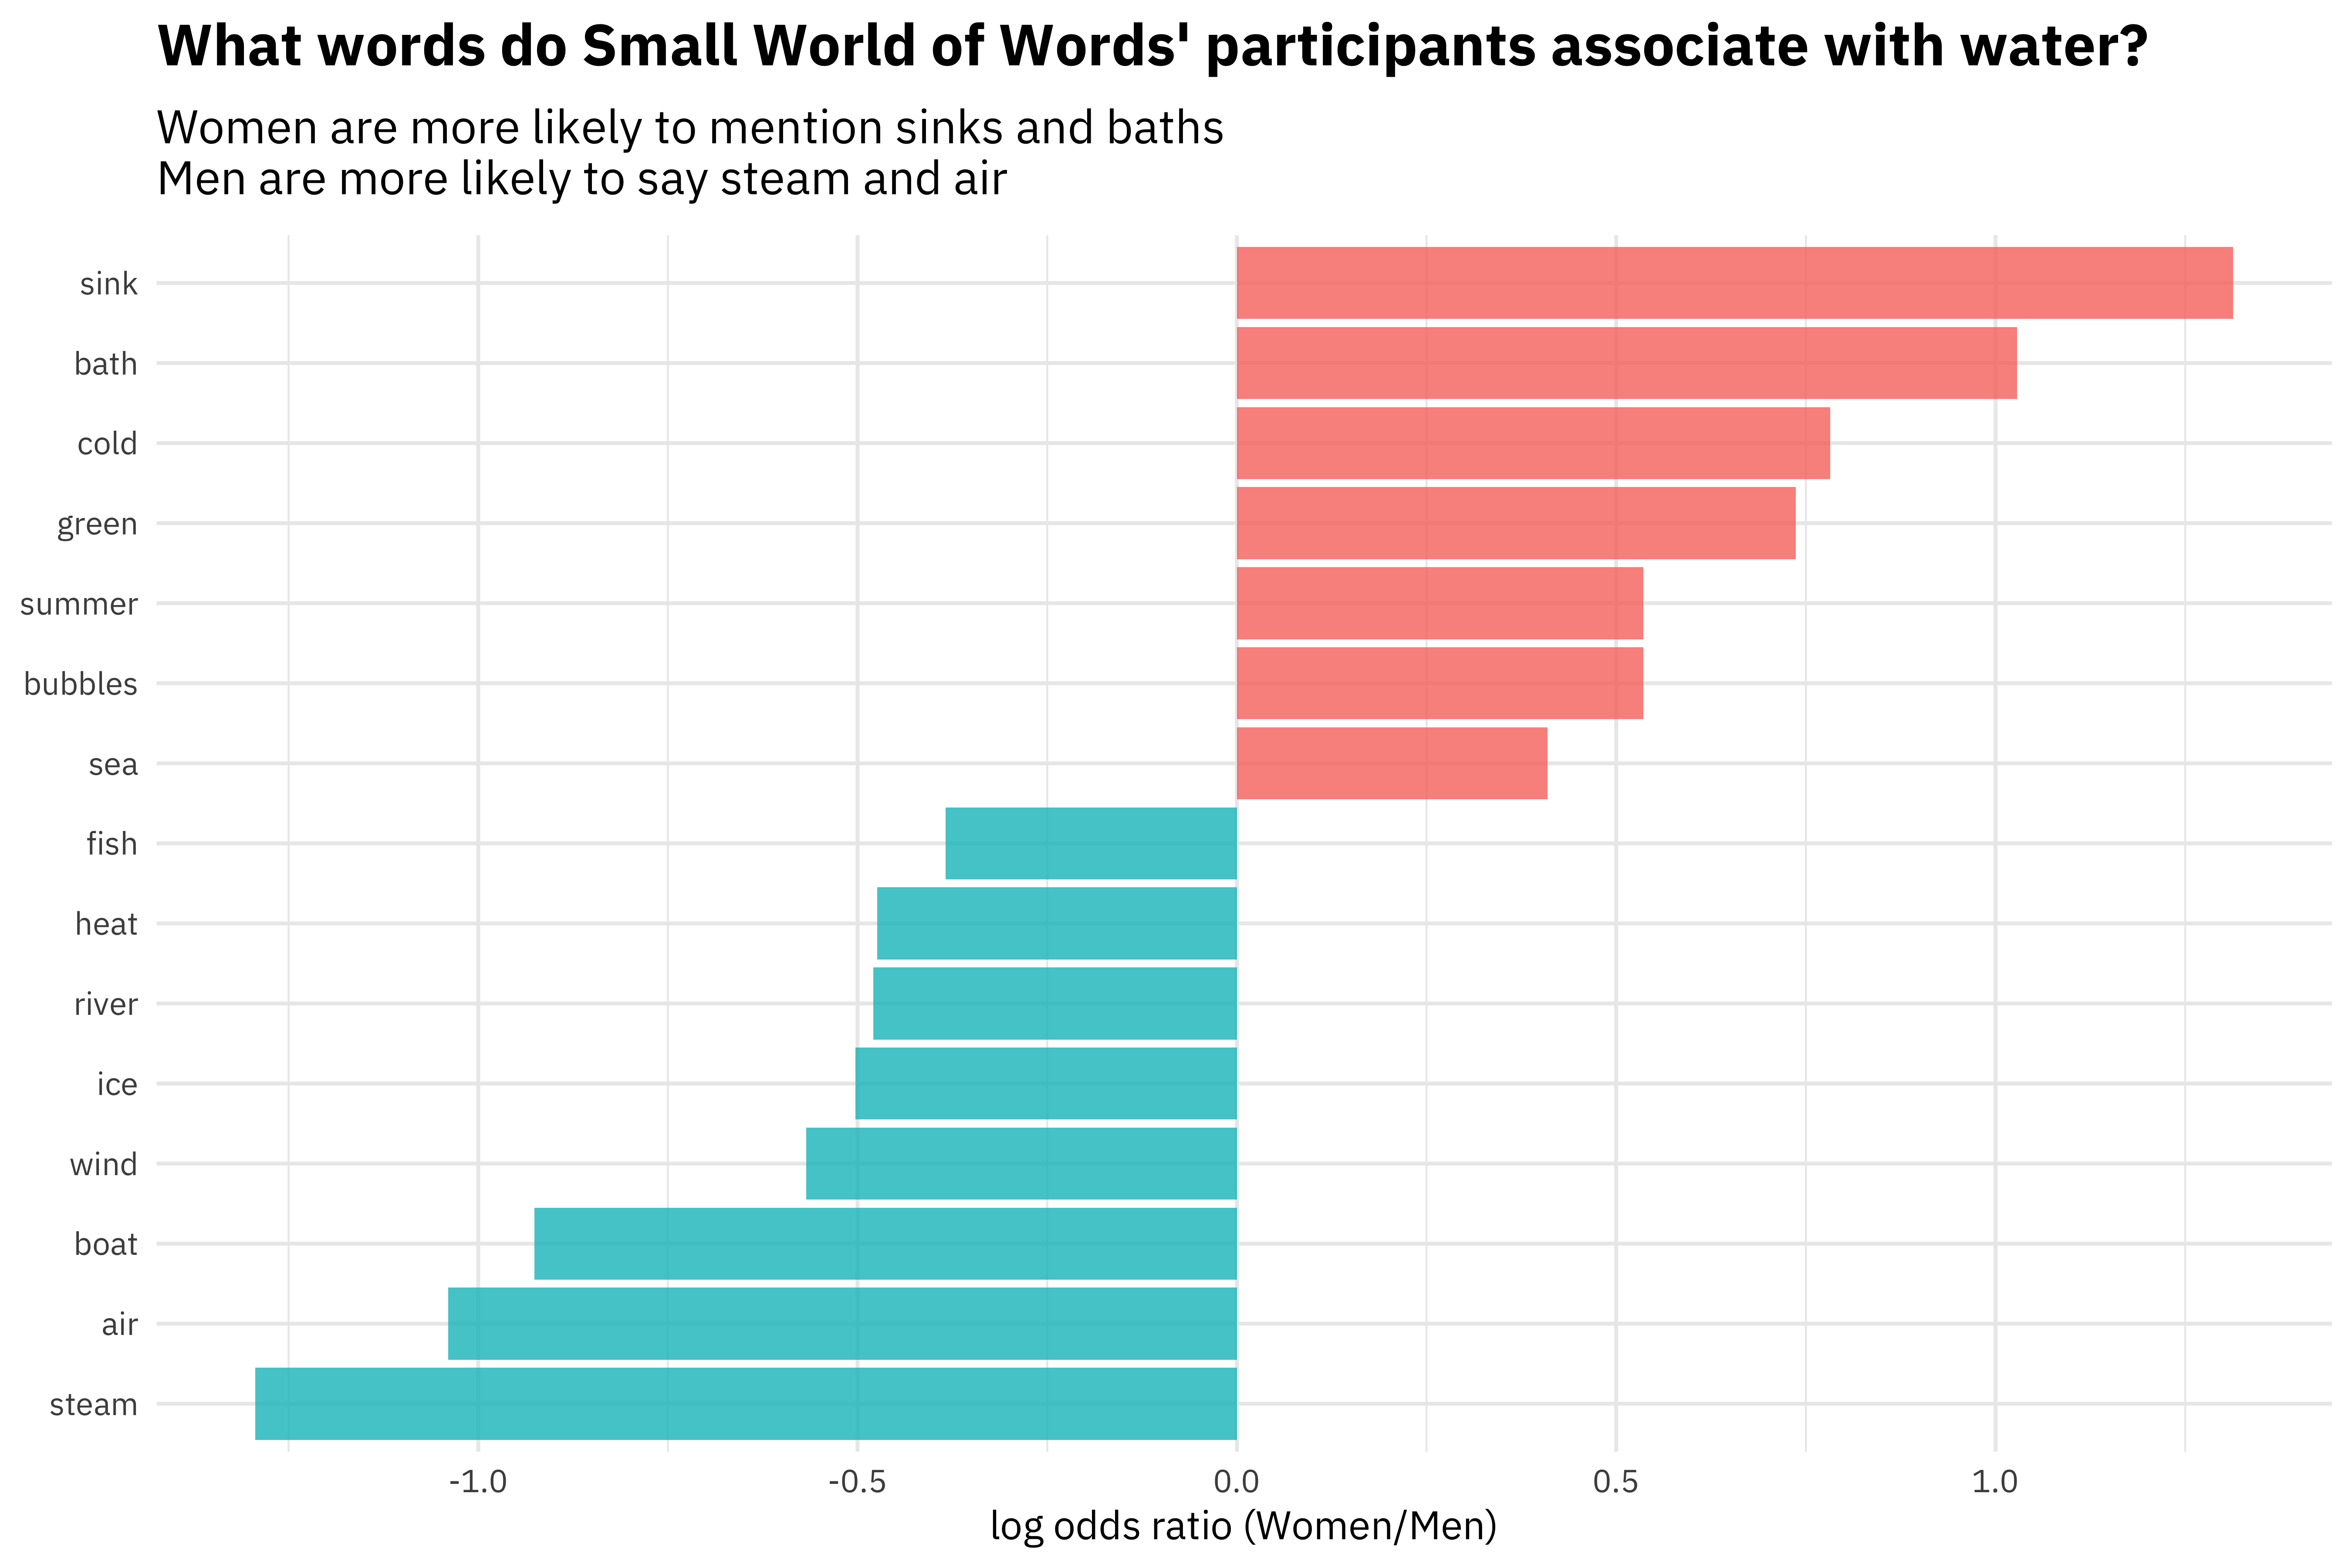 What words do Small World of Words' participants associate with water?
Women are more likely to mention sinks and baths
Men are more likely to say steam and air
sink
bath
cold
green
summer
bubbles
sea
fish
heat
river
ice
wind
boat
air
steam
-1.0 -0.5 0.0 0.5 1.0
log odds ratio (Women/Men)